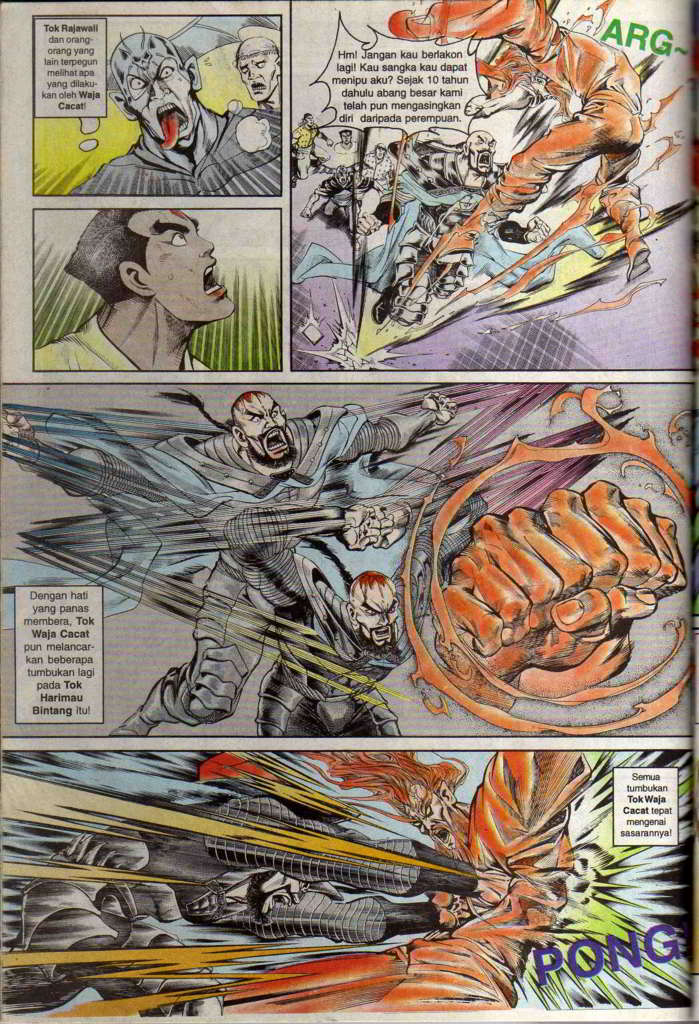 Tok Rajawali
dan orang-
orang yang
lain terpegun
melihat apa
yang dilaku-
kan oleh Waja
Cacat!
Hm! Jangan kau berlakon
lagi! Kau sangka kau dapat
menipu aku? Sejak 10 tahun
dahulu abang besar kami
telah pun mengasingkan
diri daripada perempuan.
ARG~
Dengan hati
yang panas
membera, Tok
Waja Cacat
pun melancar-
kan beberapa
tumbukan lagi
pada Tok
Harimau
Bintang itu!
Semua
tumbukan
Tok Waja
Cacat tepat
mengenai
sasarannya!
PONG